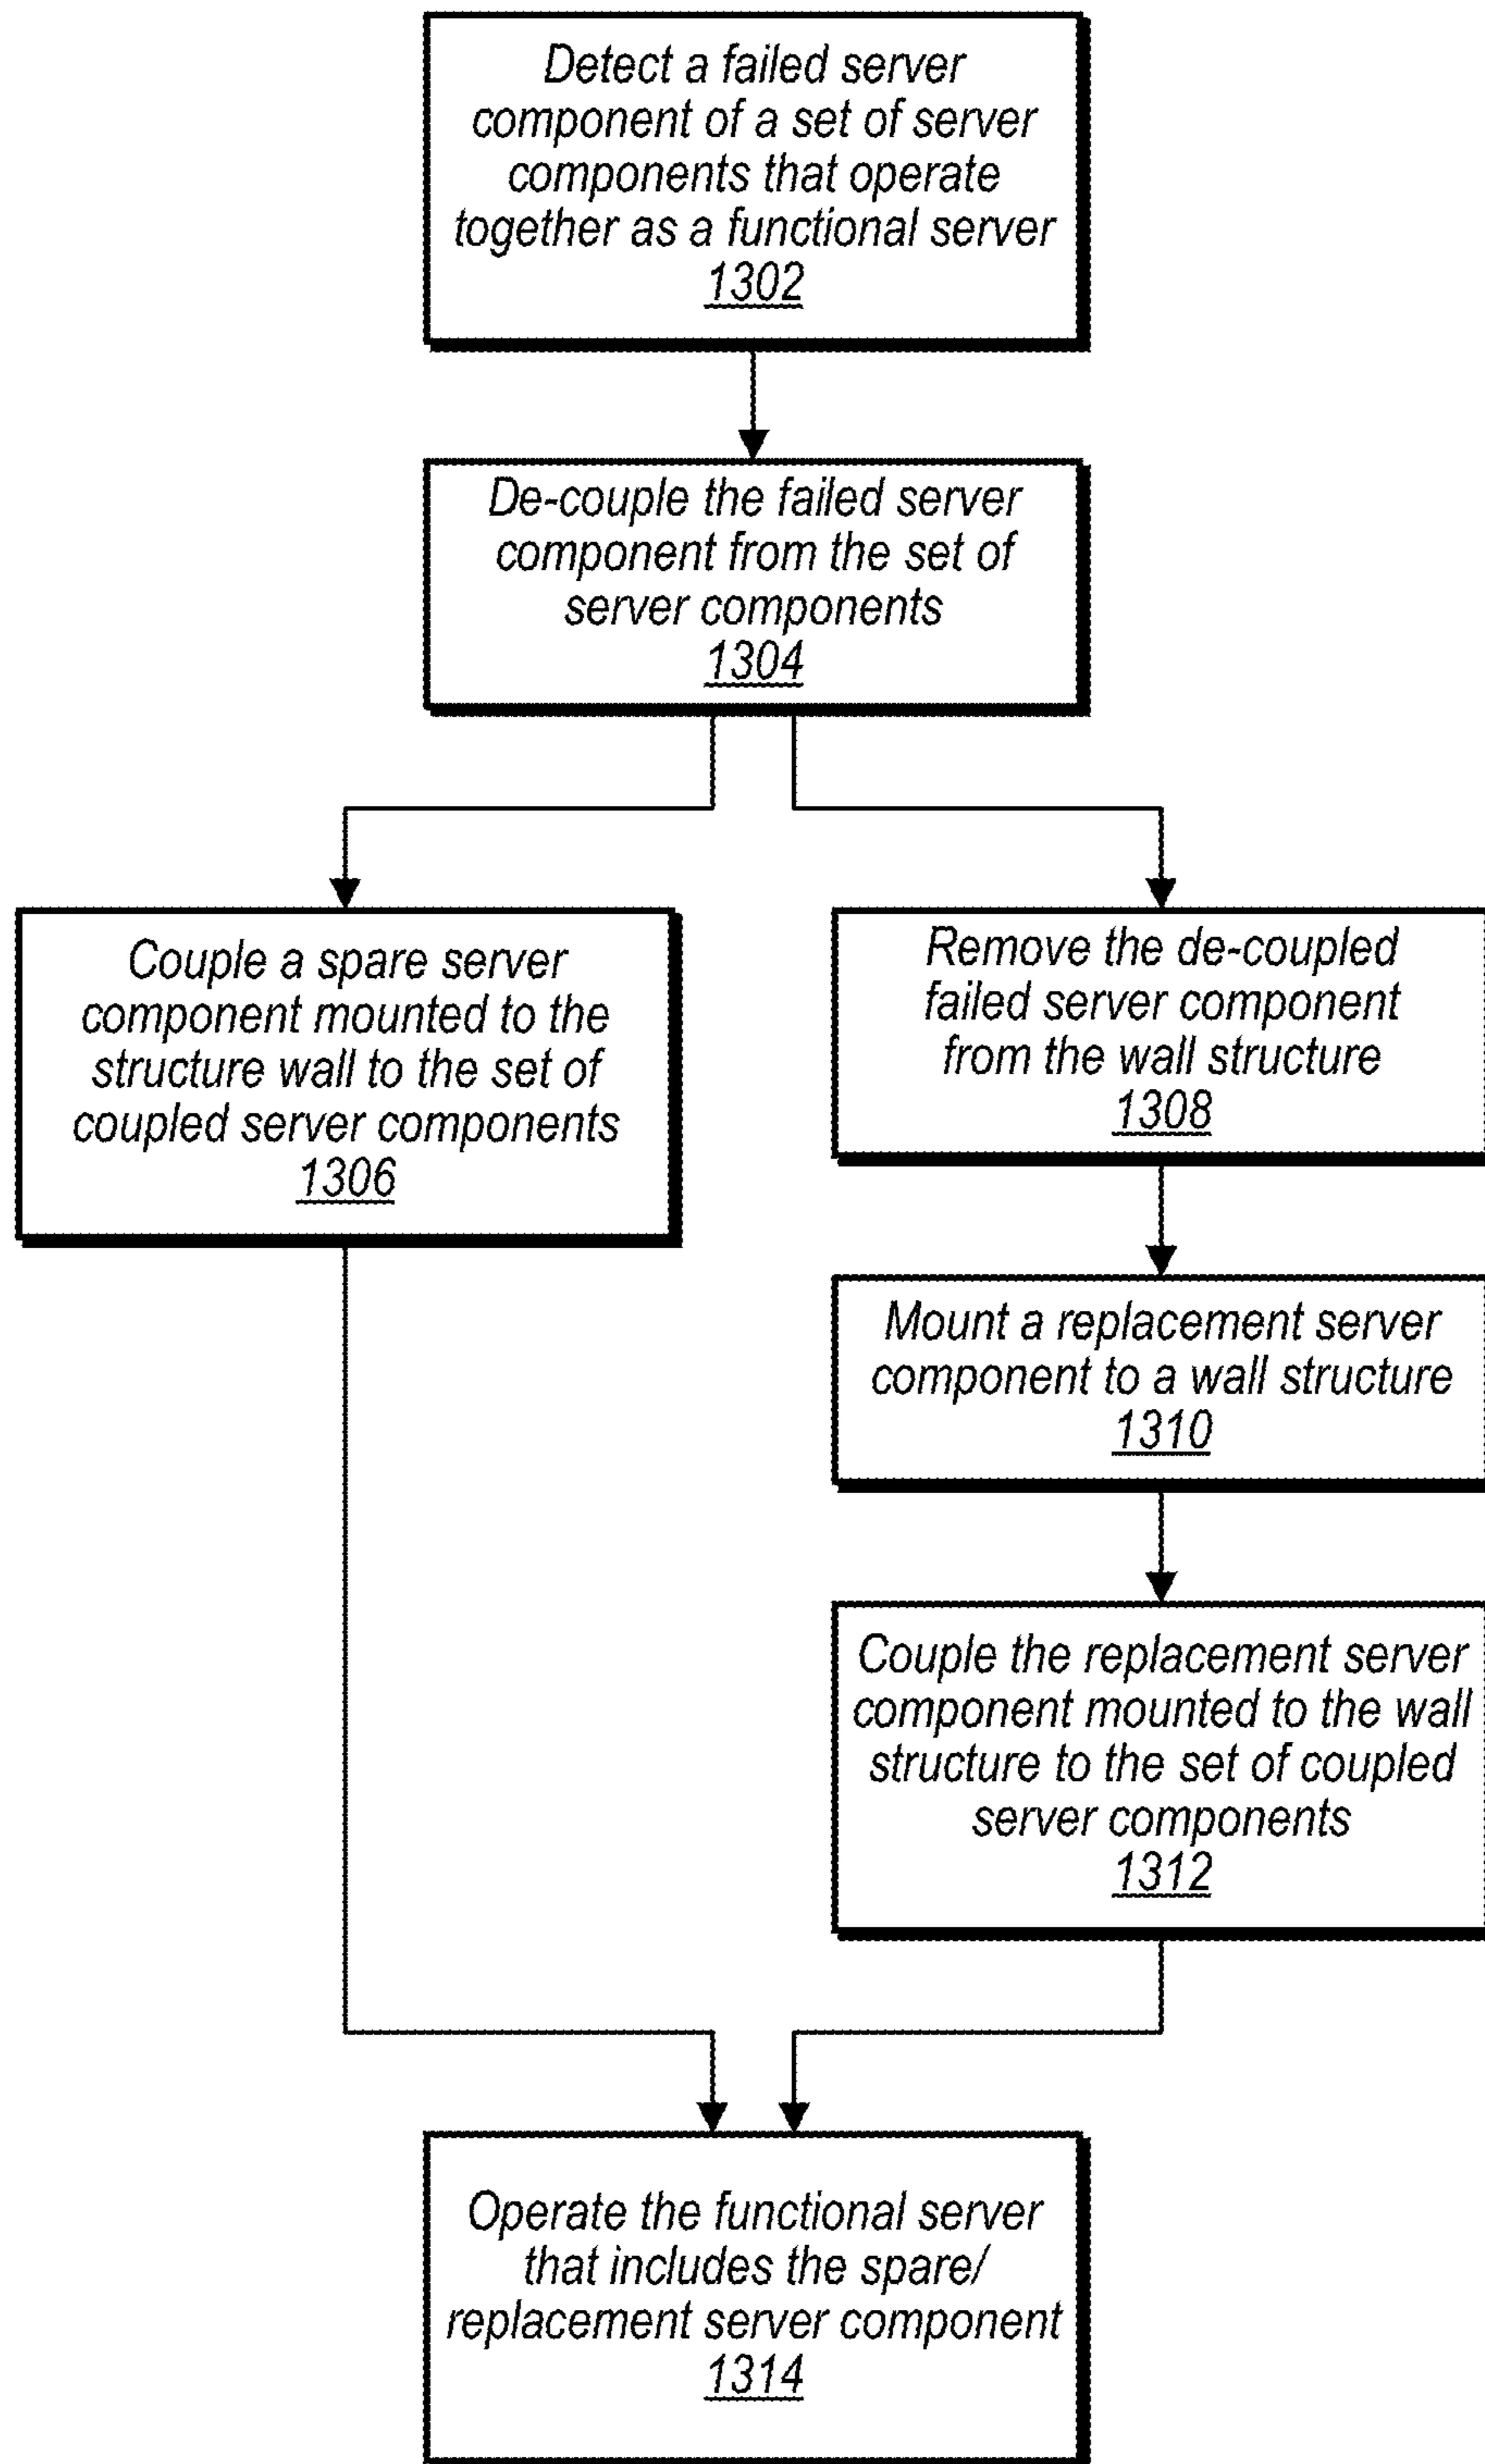 Detect a failed server
component of a set of server
components that operate
together as a functional server
1302
De-couple the failed server
component from the set of
server components
1304
Couple a spare server
component mounted to the
structure wall to the set of
coupled server components
1306
Remove the de-coupled
failed server component
from the wall structure
1308
Mount a replacement server
component to a wall structure
1310
Couple the replacement server
component mounted to the wall
structure to the set of coupled
server components
1312
Operate the functional server
that includes the spare/
replacement server component
1314